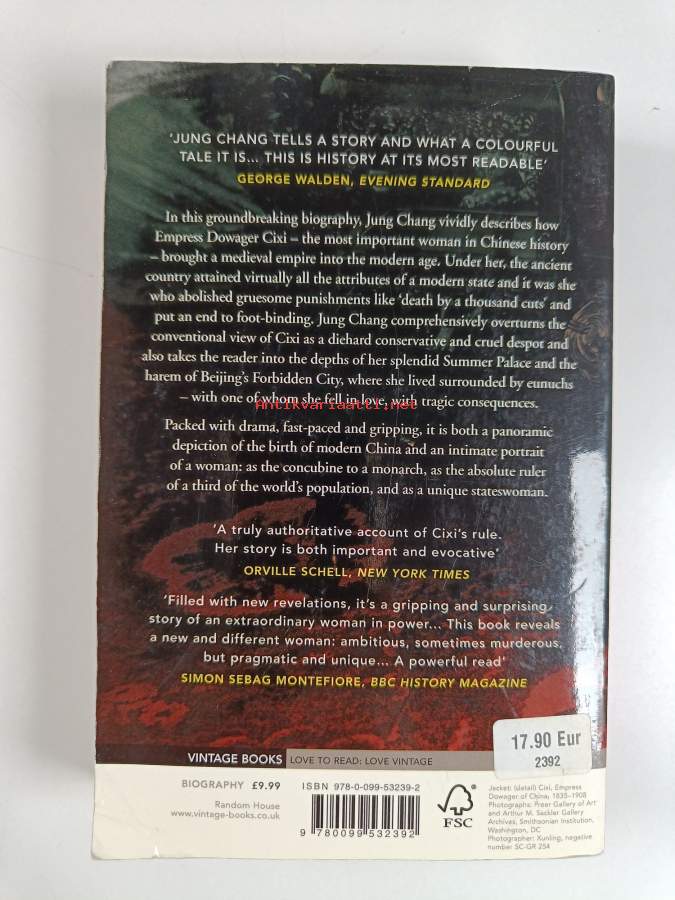 'JUNG CHANG TELLS A STORY AND WHAT A COLOURFUL
TALE IT IS... THIS IS HISTORY AT ITS MOST READABLE'
GEORGE WALDEN, EVENING STANDARD
In this groundbreaking biography, Jung Chang vividly describes how
Empress Dowager Cixi – the most important woman in Chinese history
– brought a medieval empire into the modern age. Under her, the ancient
country attained virtually all the attributes of a modern state and it was she
who abolished gruesome punishments like 'death by a thousand cuts' and
put an end to foot-binding. Jung Chang comprehensively overturns the
conventional view of Cixi as a diehard conservative and cruel despot and
also takes the reader into the depths of her splendid Summer Palace and the
harem of Beijing's Forbidden City, where she lived surrounded by eunuchs
– with one of whom she fell in love, with tragic consequences.
Antikvariaatti.net
Packed with drama, fast-paced and gripping, it is both a panoramic
depiction of the birth of modern China and an intimate portrait
of a woman: as the concubine to a monarch, as the absolute ruler
of a third of the world's population, and as a unique stateswoman.
'A truly authoritative account of Cixi's rule.
Her story is both important and evocative'
ORVILLE SCHELL, NEW YORK TIMES
'Filled with new revelations, it's a gripping and surprising
story of an extraordinary woman in power... This book reveals
a new and different woman: ambitious, sometimes murderous,
but pragmatic and unique... A powerful read'
SIMON SEBAG MONTEFIORE, BBC HISTORY MAGAZINE
17.90 Eur
2392
VINTAGE BOOKS LOVE TO READ: LOVE VINTAGE
BIOGRAPHY £9.99
Random House
www.vintage-books.co.uk
ISBN 978-0-099-53239-2
9 780099 532392
FSC
Jacket: (detail) Cixi, Empress
Dowager of China, 1835–1908
Photographs: Freer Gallery of Art
and Arthur M. Sackler Gallery
Archives, Smithsonian Institution,
Washington, DC
Photographer: Xunling, negative
number SC-GR 254